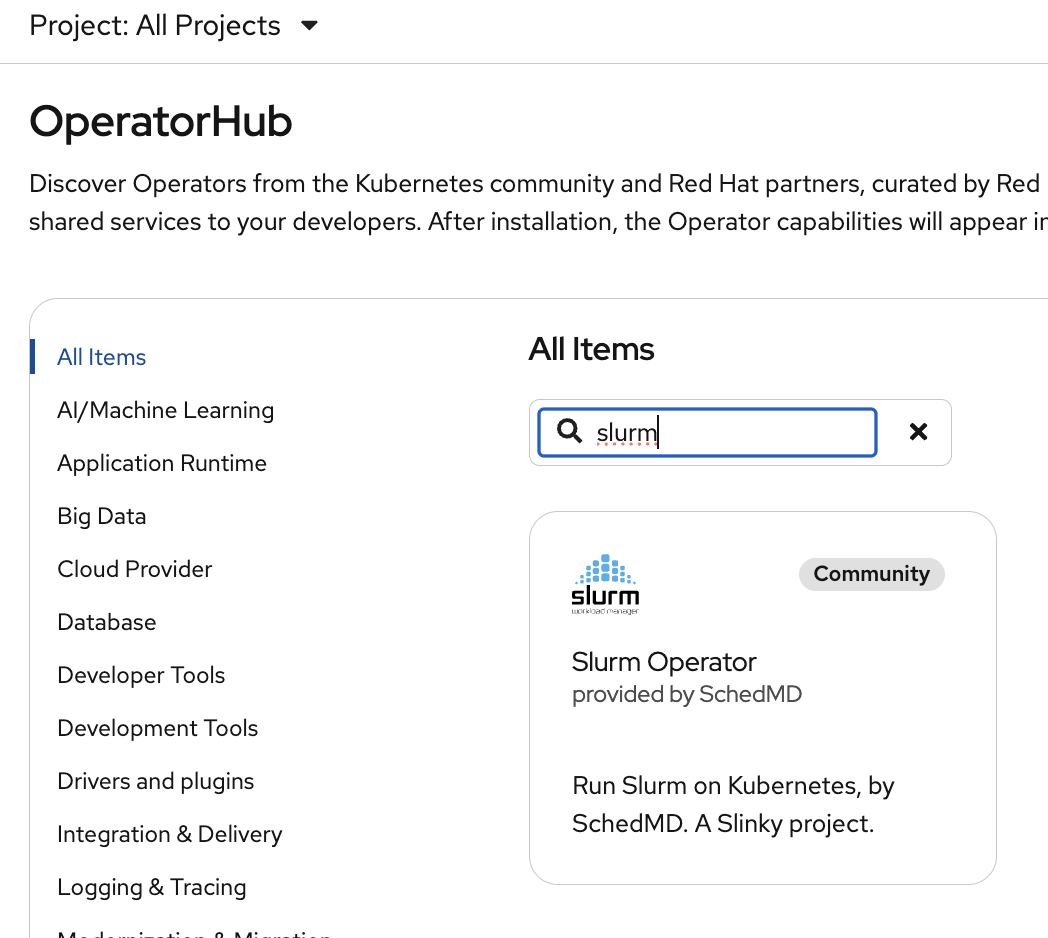 Project: All Projects
OperatorHub
Discover Operators from the Kubernetes community and Red Hat partners, curated by Red
shared services to your developers. After installation, the Operator capabilities will appear in
All Items
AI/Machine Learning
Application Runtime
Big Data
Cloud Provider
Database
Developer Tools
Development Tools
Drivers and plugins
Integration & Delivery
Logging & Tracing
Modernization & Migration
All Items
slurm
slurm
workload manager
Community
Slurm Operator
provided by SchedMD
Run Slurm on Kubernetes, by
SchedMD. A Slinky project.